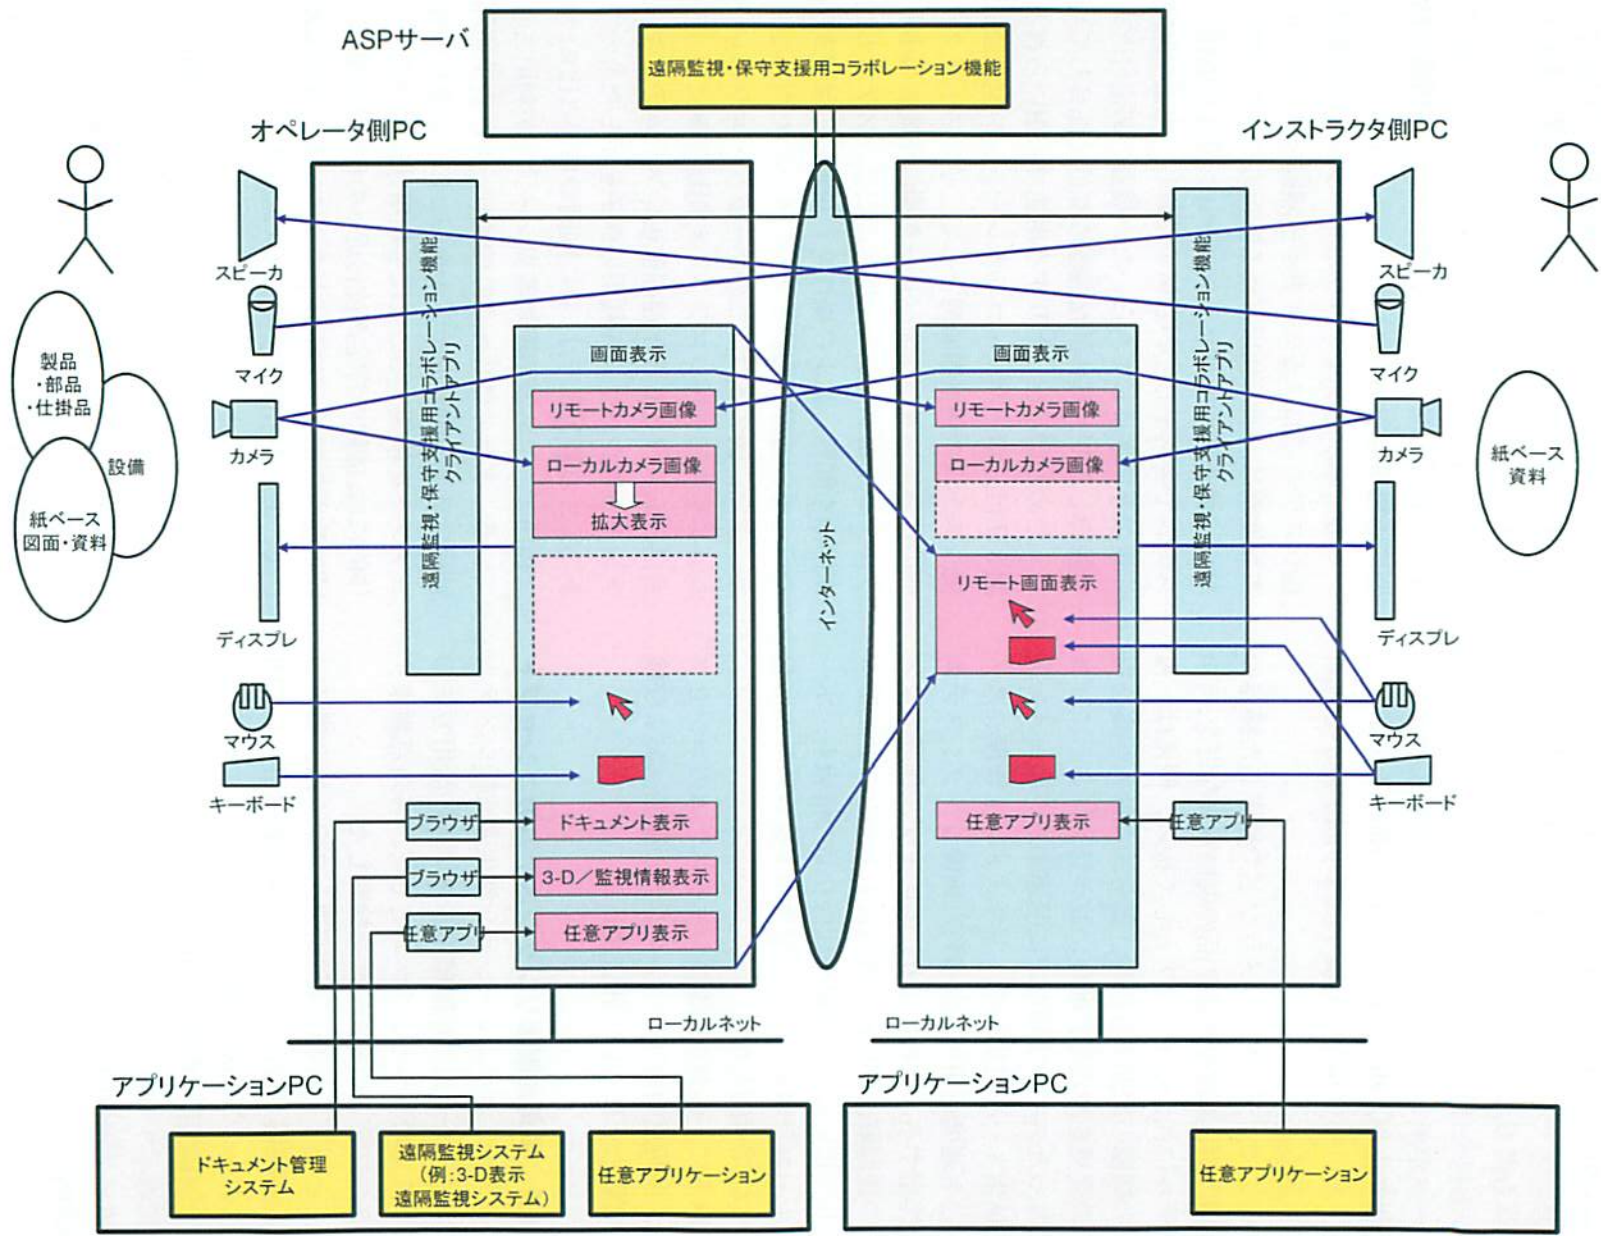 ASPサーバ
遠隔監視・保守支援用コラボレーション機能
オペレータ側PC
インストラクタ側PC
スピーカ
マイク
カメラ
ディスプレ
マウス
キーボード
製品
・部品
・仕掛品
設備
紙ベース
図面・資料
遠隔監視・保守支援用コラボレーション機能
クライアントアプリ
画面表示
リモートカメラ画像
ローカルカメラ画像
拡大表示
ブラウザ
ドキュメント表示
ブラウザ
3-D/監視情報表示
任意アプリ
任意アプリ表示
インターネット
画面表示
リモートカメラ画像
ローカルカメラ画像
リモート画面表示
任意アプリ表示
任意アプリ
遠隔監視・保守支援用コラボレーション機能
クライアントアプリ
スピーカ
マイク
カメラ
ディスプレ
マウス
キーボード
紙ベース
資料
ローカルネット
ローカルネット
アプリケーションPC
ドキュメント管理
システム
遠隔監視システム
(例:3-D表示
遠隔監視システム)
任意アプリケーション
アプリケーションPC
任意アプリケーション